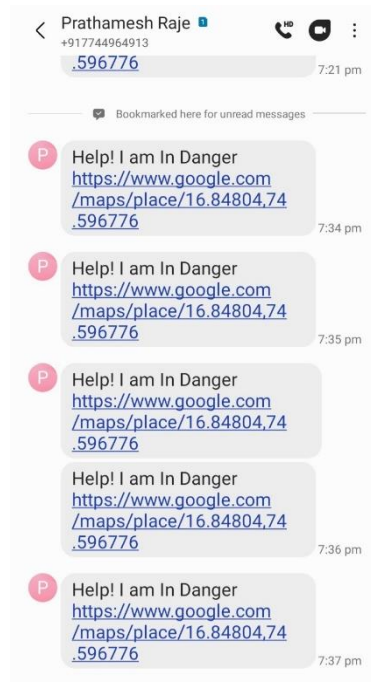 Prathamesh Raje 1
HD
+917744964913
.596776
7:21 pm
Bookmarked here for unread messages
P
Help! I am In Danger
https://www.google.com
/maps/place/16.84804,74
.596776
7:34 pm
P
Help! I am In Danger
https://www.google.com
/maps/place/16.84804,74
.596776
7:35 pm
P
Help! I am In Danger
https://www.google.com
/maps/place/16.84804,74
.596776
Help! I am In Danger
https://www.google.com
/maps/place/16.84804,74
.596776
7:36 pm
P
Help! I am In Danger
https://www.google.com
/maps/place/16.84804,74
.596776
7:37 pm